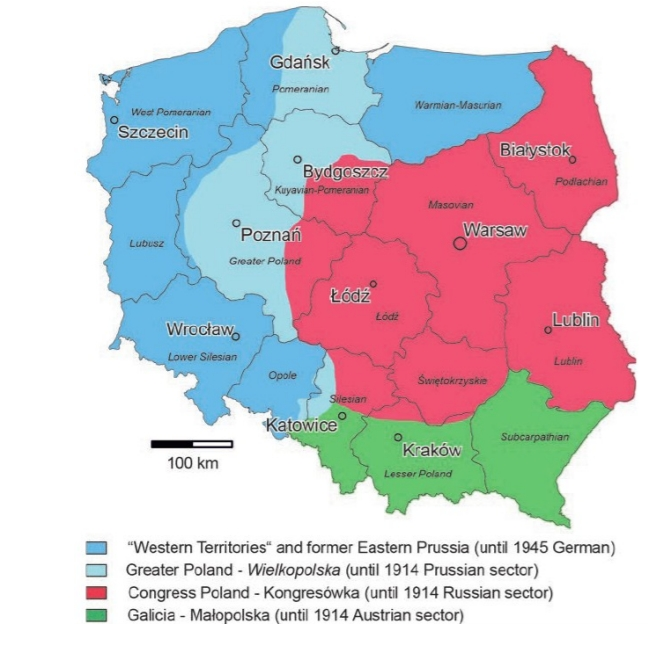 Gdańsk
Pomeranian
West Pomeranian
Szczecin
Warmian-Masurian
Białystok
Podlachian
Bydgoszcz
Kuyavian-Pomeranian
Masovian
Warsaw
Poznań
Greater Poland
Lubusz
Łódź
Łódź
Lublin
Lublin
Wrocław
Lower Silesian
Opole
Świętokrzyskie
Silesian
Katowice
Kraków
Lesser Poland
Subcarpathian
100 km
“Western Territories“ and former Eastern Prussia (until 1945 German)
Greater Poland - Wielkopolska (until 1914 Prussian sector)
Congress Poland - Kongresówka (until 1914 Russian sector)
Galicia - Małopolska (until 1914 Austrian sector)